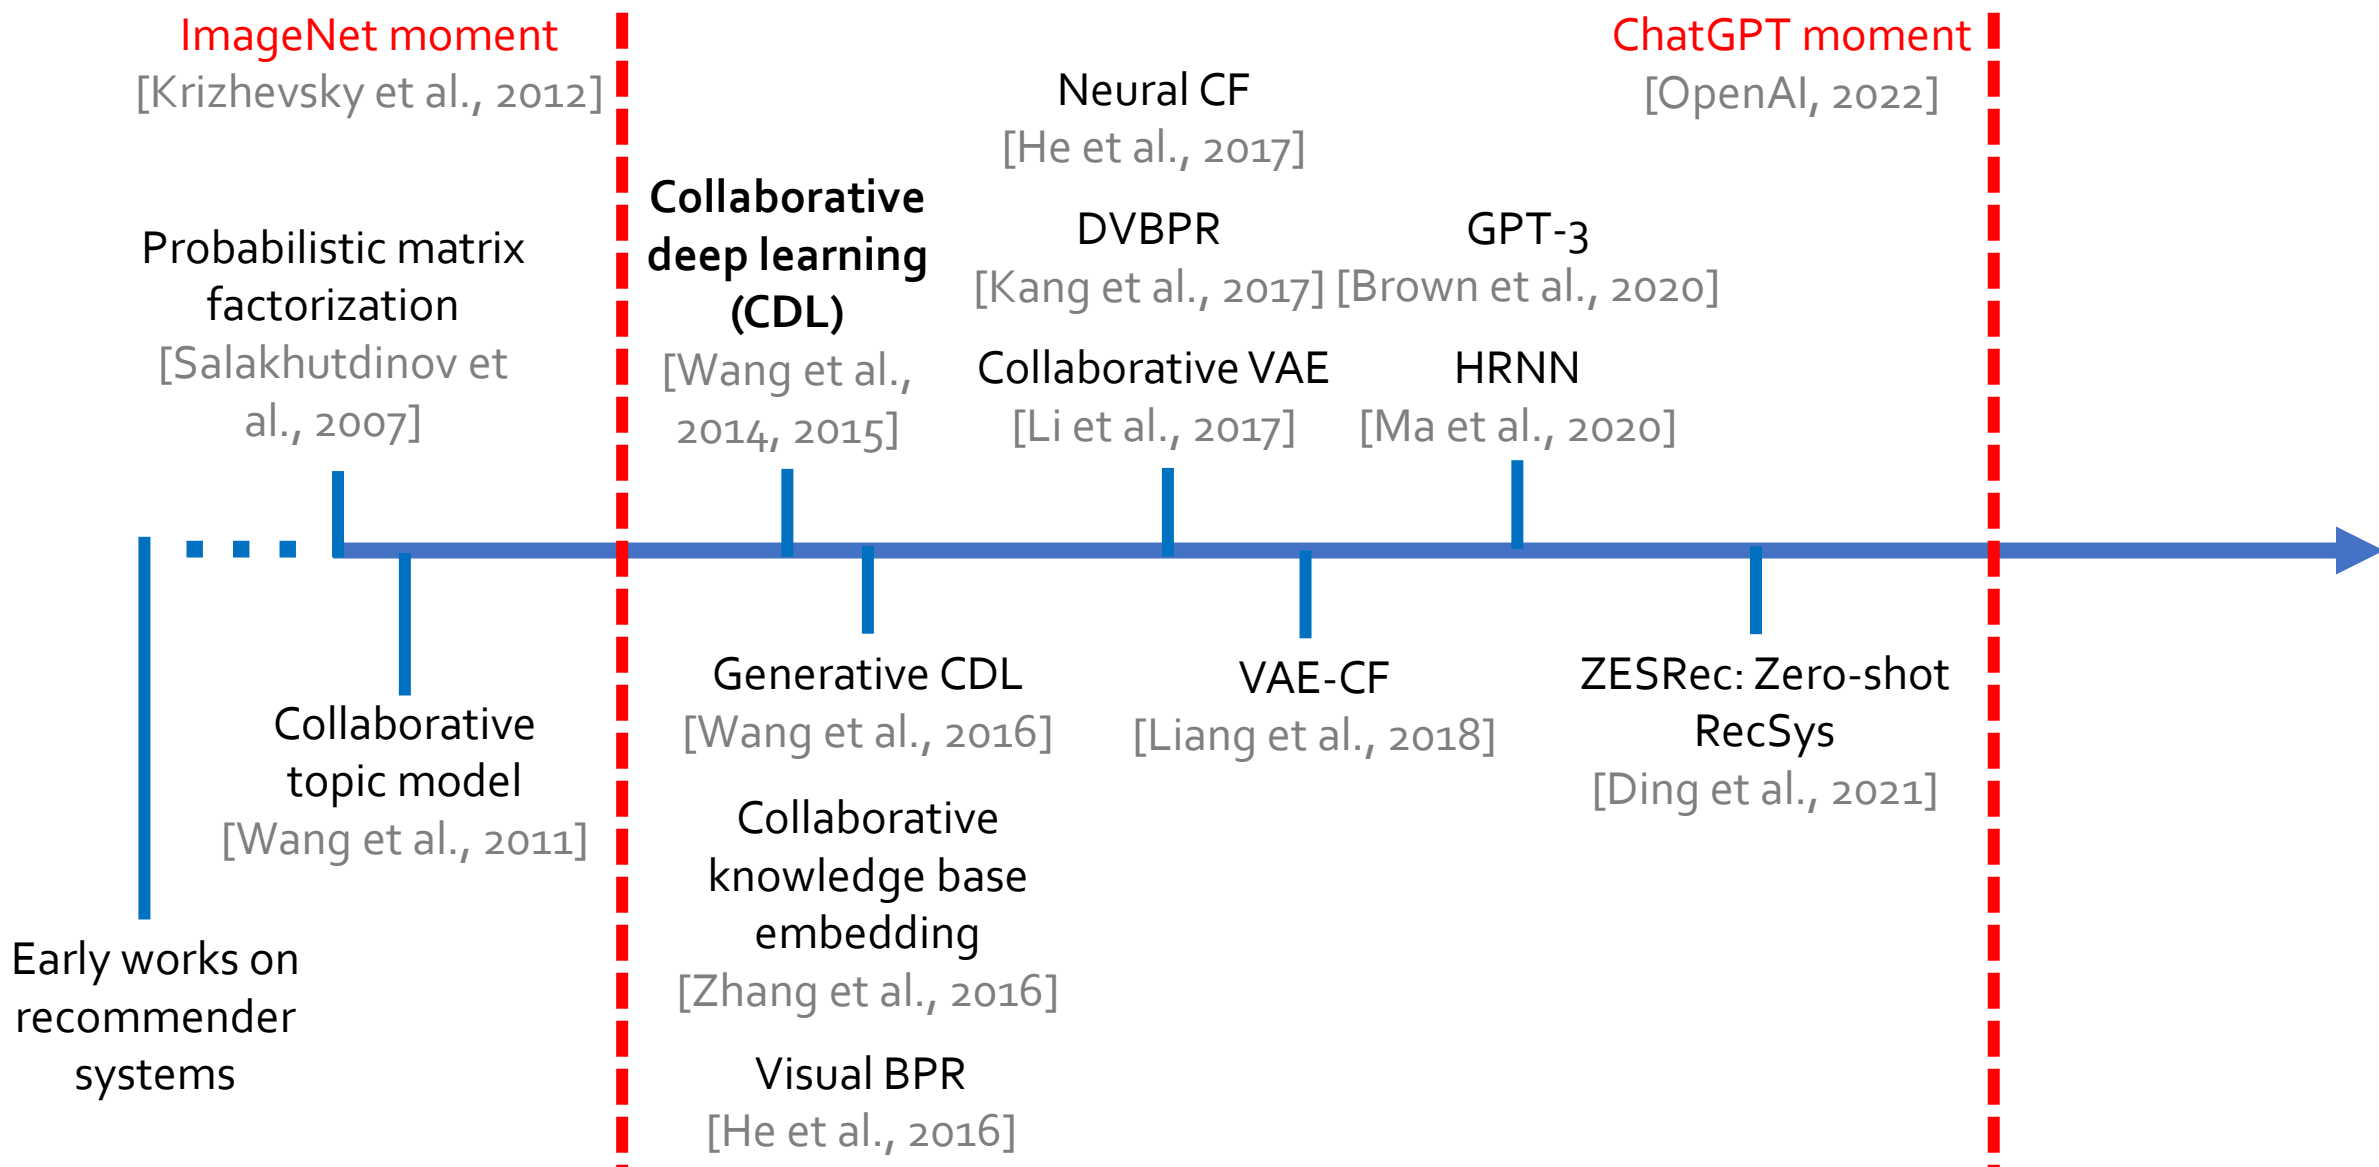 ImageNet moment
[Krizhevsky et al., 2012]
ChatGPT moment
[OpenAI, 2022]
Neural CF
[He et al., 2017]
Probabilistic matrix
factorization
[Salakhutdinov et
al., 2007]
Collaborative
deep learning
(CDL)
[Wang et al.,
2014, 2015]
DVBPR
[Kang et al., 2017]
Collaborative VAE
[Li et al., 2017]
GPT-3
[Brown et al., 2020]
HRNN
[Ma et al., 2020]
Early works on
recommender
systems
Collaborative
topic model
[Wang et al., 2011]
Generative CDL
[Wang et al., 2016]
Collaborative
knowledge base
embedding
[Zhang et al., 2016]
Visual BPR
[He et al., 2016]
VAE-CF
[Liang et al., 2018]
ZESRec: Zero-shot
RecSys
[Ding et al., 2021]